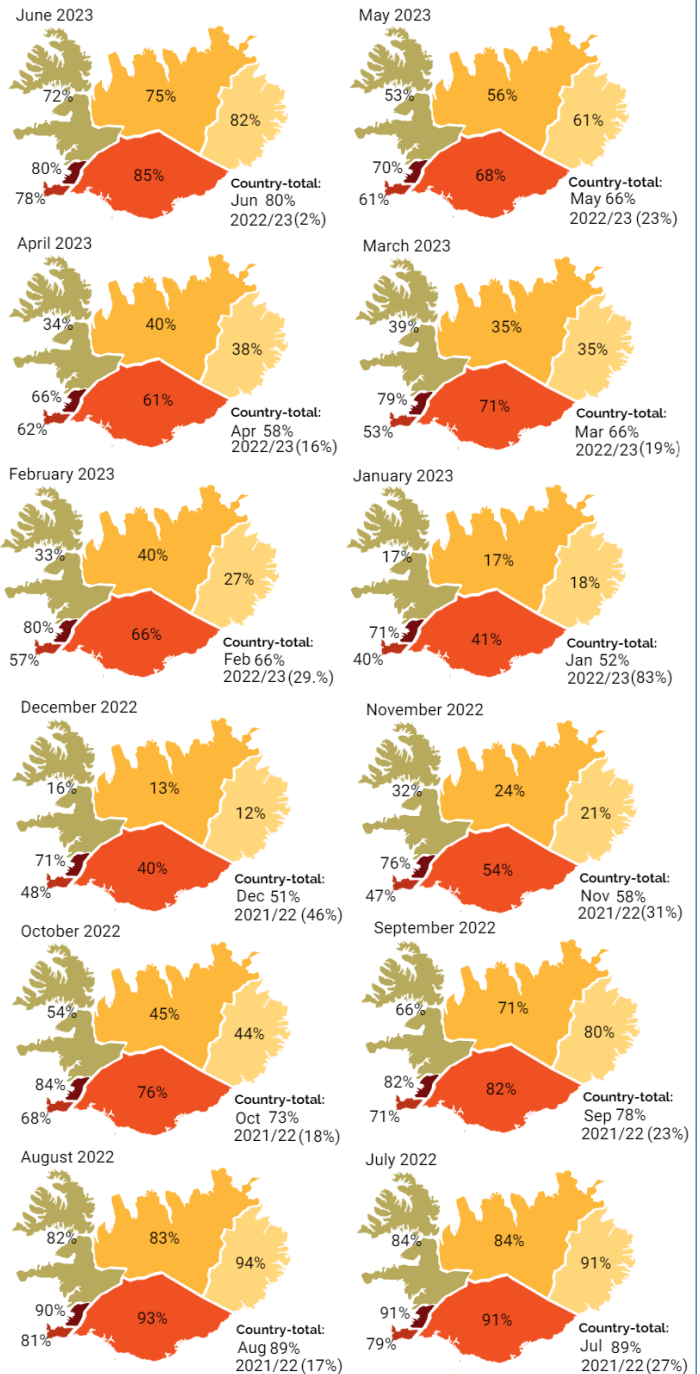 June 2023
72%
75%
82%
80%
85%
78%
Country-total:
Jun 80%
2022/23(2%)
May 2023
53%
56%
61%
70%
68%
61%
Country-total:
May 66%
2022/23 (23%)
April 2023
34%
40%
38%
66%
61%
62%
Country-total:
Apr 58%
2022/23(16%)
March 2023
39%
35%
35%
79%
71%
53%
Country-total:
Mar 66%
2022/23(19%)
February 2023
33%
40%
27%
80%
66%
57%
Country-total:
Feb 66%
2022/23(29.%)
January 2023
17%
17%
18%
71%
41%
40%
Country-total:
Jan 52%
2022/23(83%)
December 2022
16%
13%
12%
71%
40%
48%
Country-total:
Dec 51%
2021/22 (46%)
November 2022
32%
24%
21%
76%
54%
47%
Country-total:
Nov 58%
2021/22(31%)
October 2022
54%
45%
44%
84%
76%
68%
Country-total:
Oct 73%
2021/22(18%)
September 2022
66%
71%
80%
82%
82%
71%
Country-total:
Sep 78%
2021/22 (23%)
August 2022
82%
83%
94%
90%
93%
81%
Country-total:
Aug 89%
2021/22(17%)
July 2022
84%
84%
91%
91%
91%
79%
Country-total:
Jul 89%
2021/22(27%)